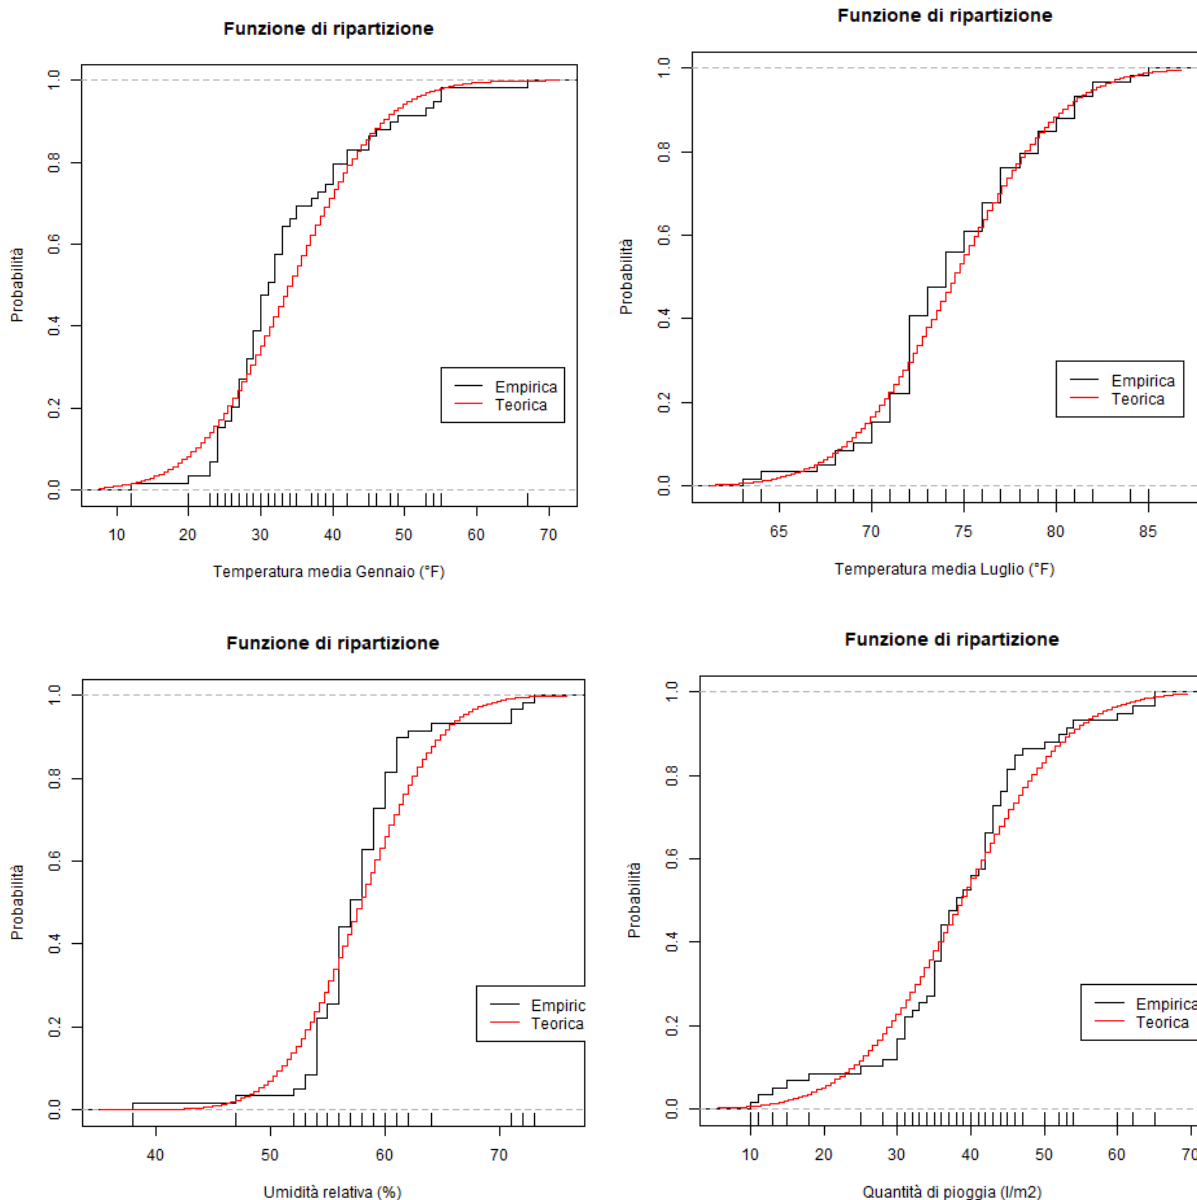 Funzione di ripartizione
Probabilità
0.0 0.2 0.4 0.6 0.8 1.0
Empirica
Teorica
10 20 30 40 50 60 70
Temperatura media Gennaio (°F)
Funzione di ripartizione
Probabilità
0.0 0.2 0.4 0.6 0.8 1.0
Empirica
Teorica
65 70 75 80 85
Temperatura media Luglio (°F)
Funzione di ripartizione
Probabilità
0.0 0.2 0.4 0.6 0.8 1.0
Empiric
Teorica
40 50 60 70
Umidità relativa (%)
Funzione di ripartizione
Probabilità
0.0 0.2 0.4 0.6 0.8 1.0
Empirica
Teorica
10 20 30 40 50 60 70
Quantità di pioggia (l/m2)